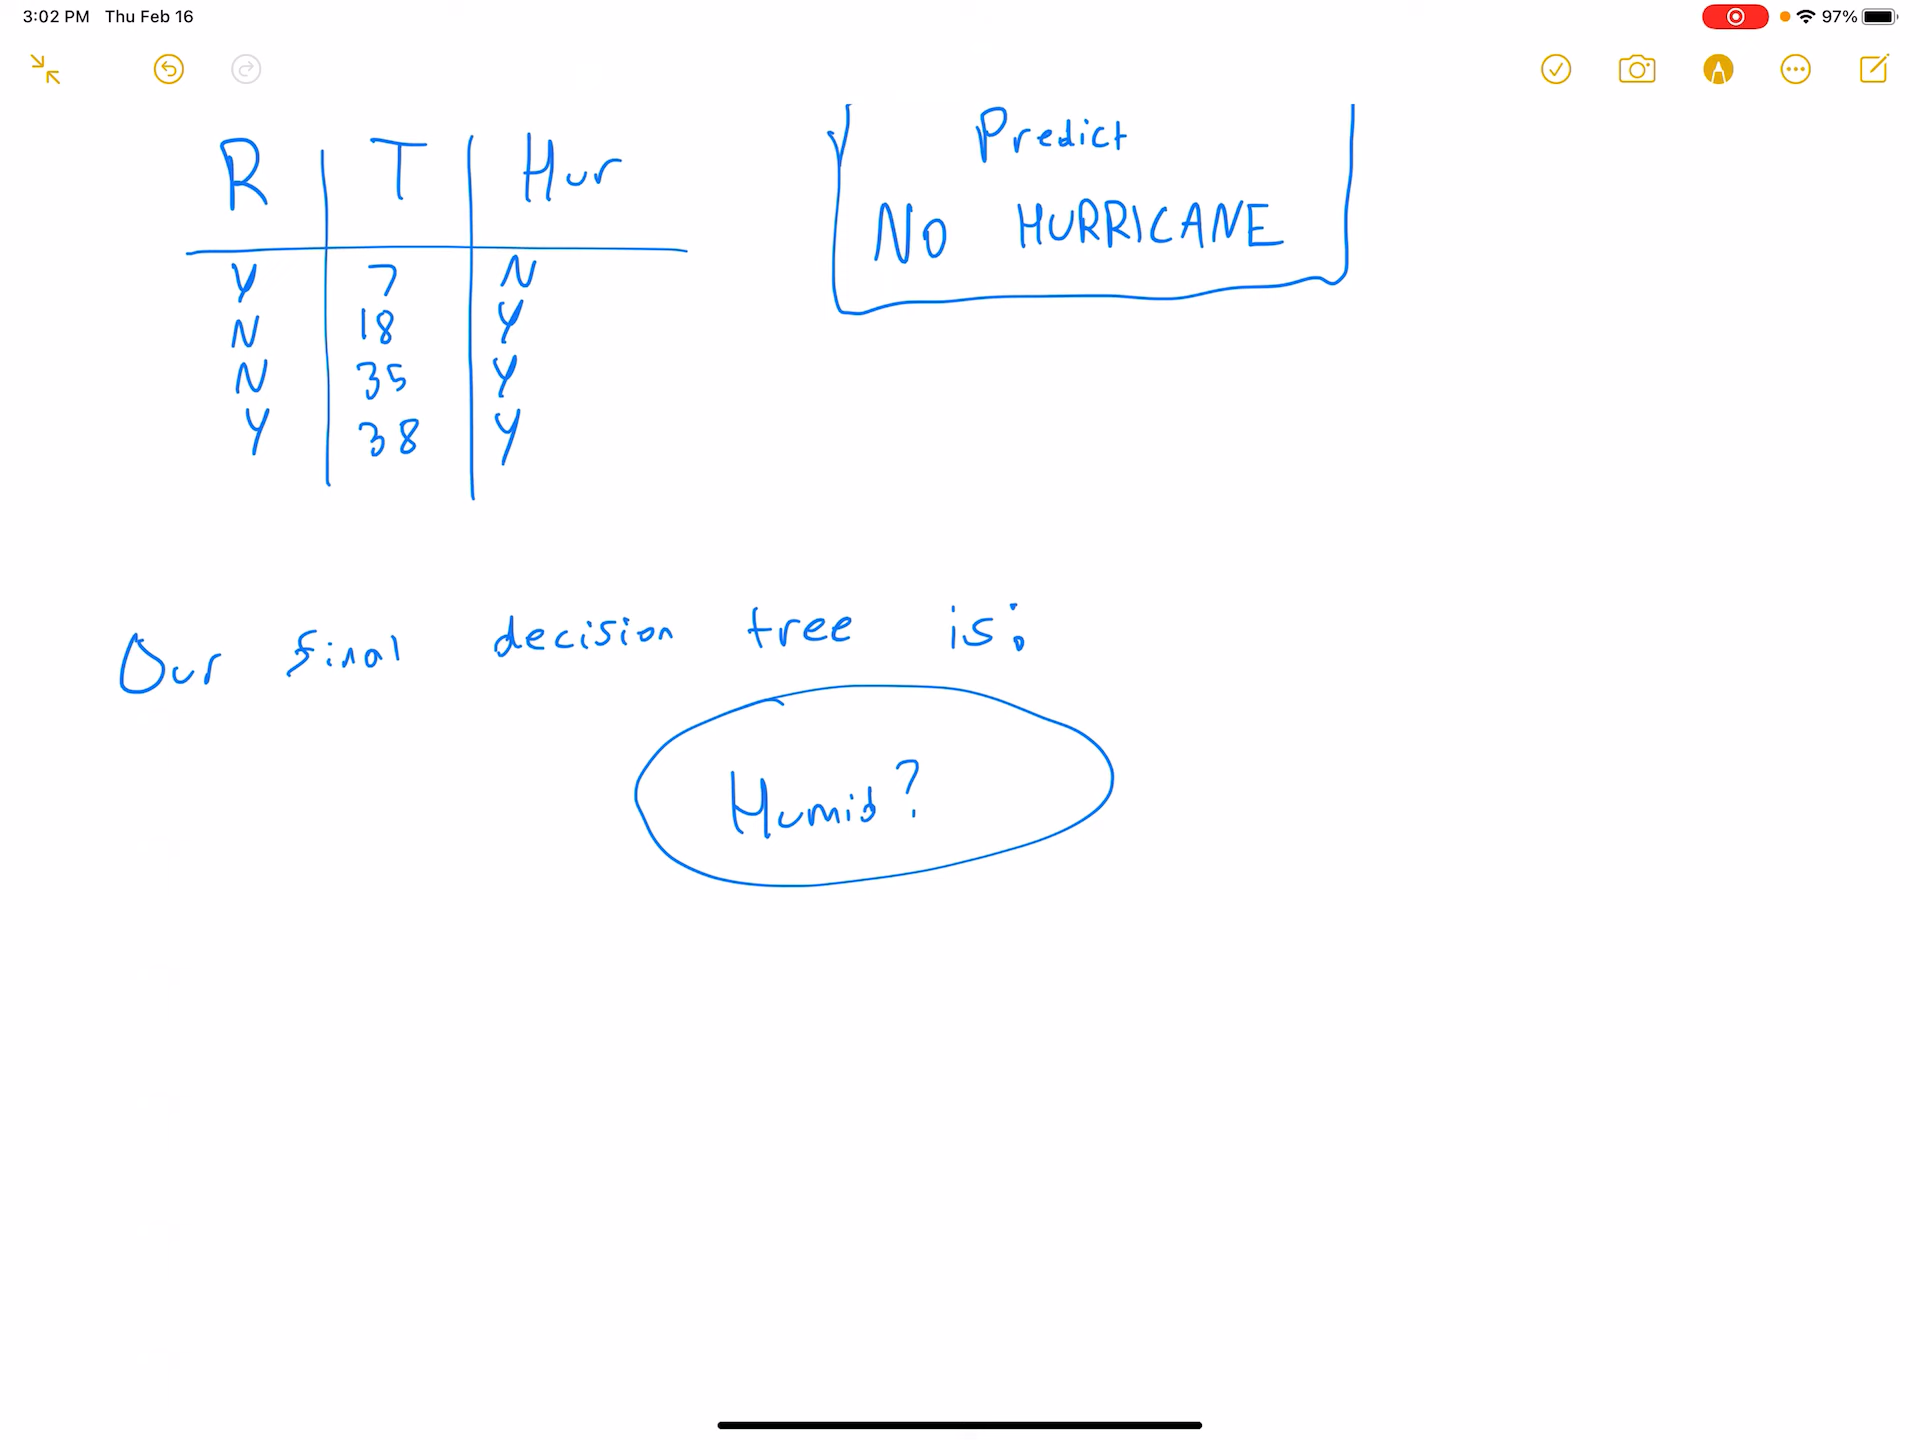 3:02 PM Thu Feb 16
97%
Predict
NO HURRICANE
R T Hur
Y 7 N
N 18 Y
N 35 Y
Y 38 Y
Our final decision tree is:
Humid?